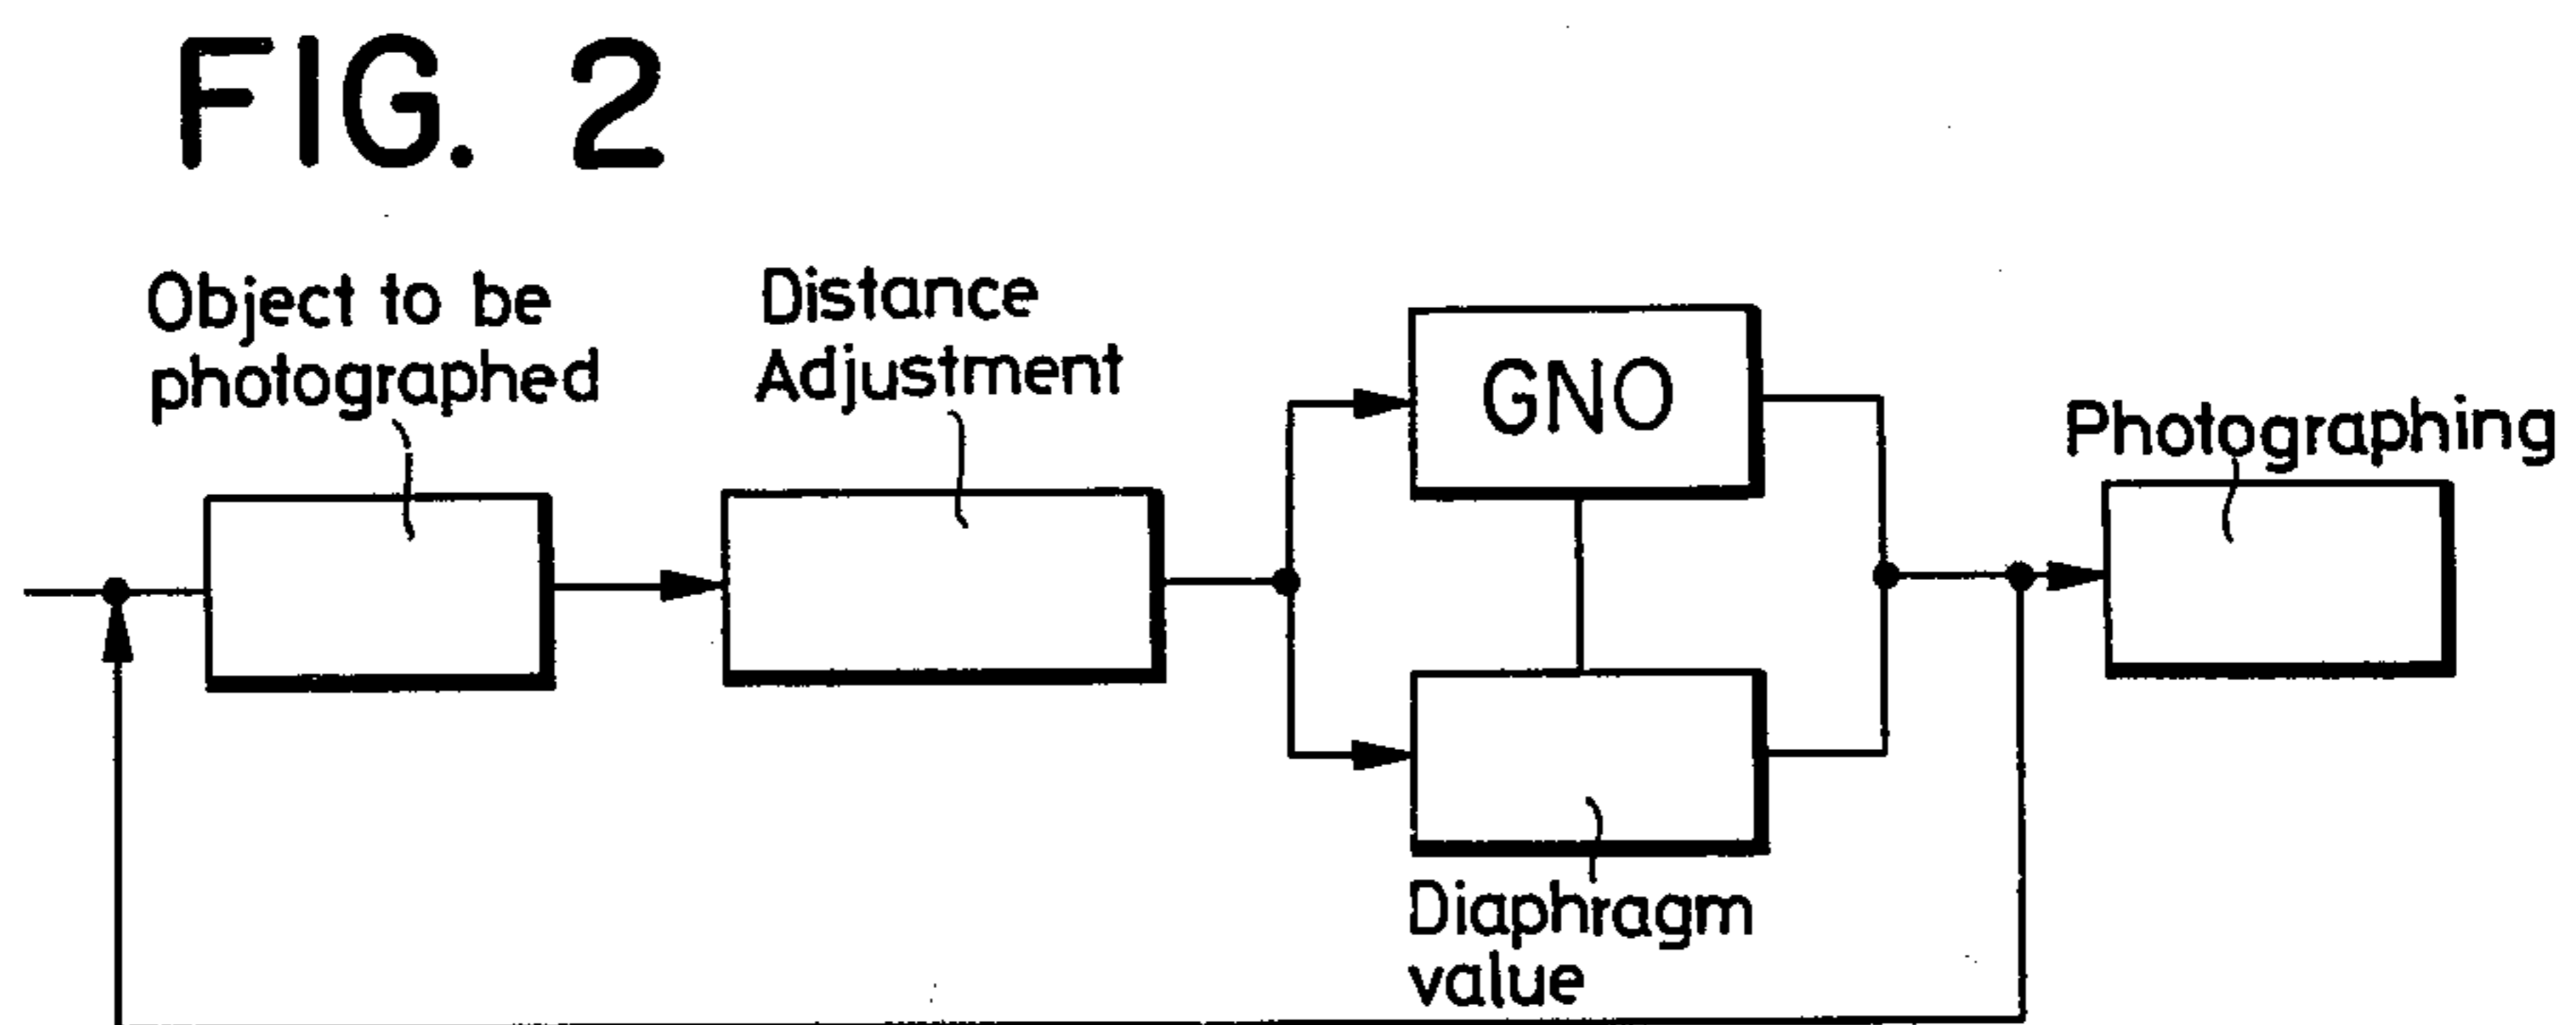 FIG. 2
Object to be
photographed
Distance
Adjustment
GNO
Photographing
Diaphragm
value